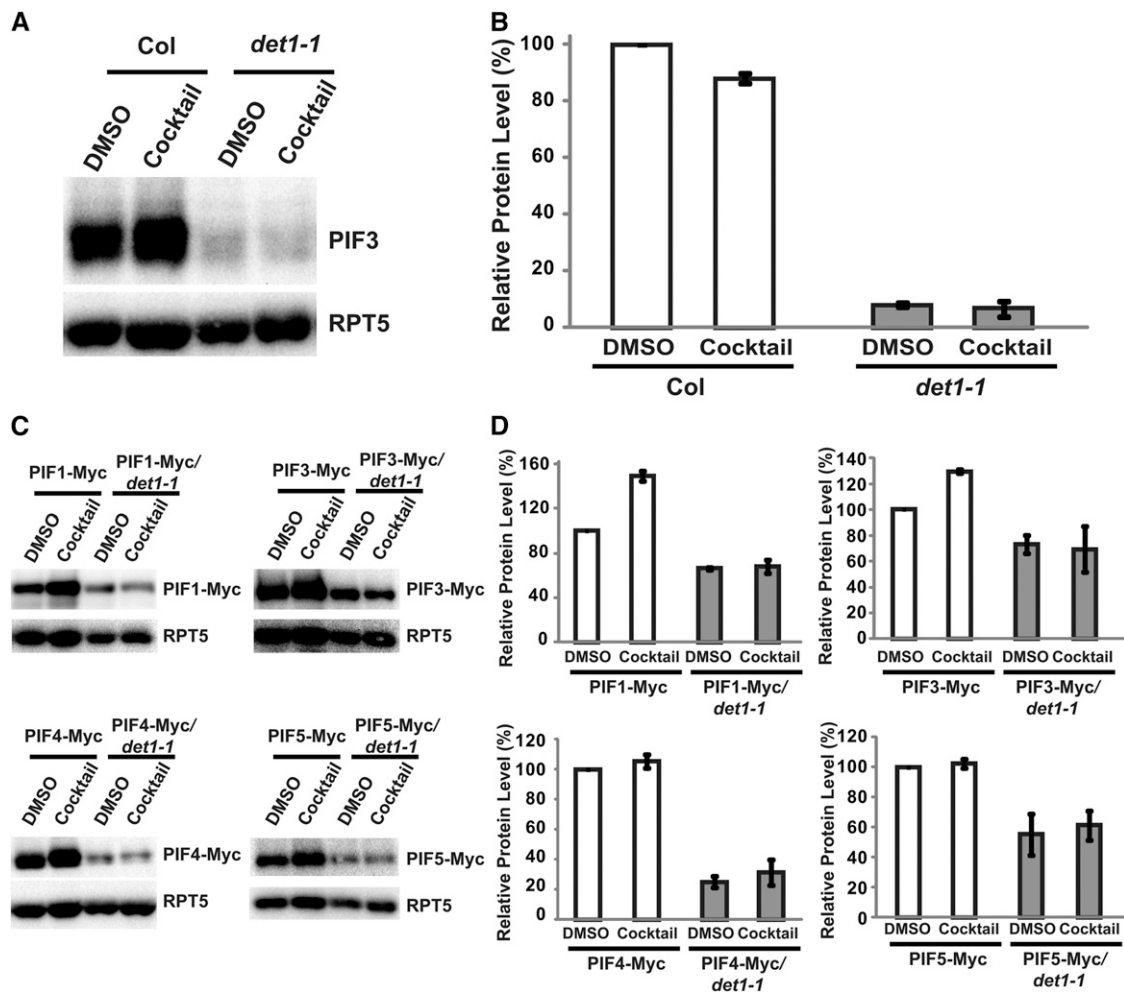 A
Col
det1-1
DMSO
Cocktail
DMSO
Cocktail
PIF3
RPT5
B
Relative Protein Level (%)
100
80
60
40
20
0
DMSO
Cocktail
DMSO
Cocktail
Col
det1-1
C
PIF1-Myc
PIF1-Myc/
det1-1
DMSO
Cocktail
DMSO
Cocktail
PIF1-Myc
RPT5
PIF3-Myc
PIF3-Myc/
det1-1
DMSO
Cocktail
DMSO
Cocktail
PIF3-Myc
RPT5
PIF4-Myc
PIF4-Myc/
det1-1
DMSO
Cocktail
DMSO
Cocktail
PIF4-Myc
RPT5
PIF5-Myc
PIF5-Myc/
det1-1
DMSO
Cocktail
DMSO
Cocktail
PIF5-Myc
RPT5
D
Relative Protein Level (%)
160
120
80
40
0
DMSO
Cocktail
DMSO
Cocktail
PIF1-Myc
PIF1-Myc/
det1-1
Relative Protein Level (%)
140
120
100
80
60
40
20
0
DMSO
Cocktail
DMSO
Cocktail
PIF3-Myc
PIF3-Myc/
det1-1
Relative Protein Level (%)
120
100
80
60
40
20
0
DMSO
Cocktail
DMSO
Cocktail
PIF4-Myc
PIF4-Myc/
det1-1
Relative Protein Level (%)
120
100
80
60
40
20
0
DMSO
Cocktail
DMSO
Cocktail
PIF5-Myc
PIF5-Myc/
det1-1